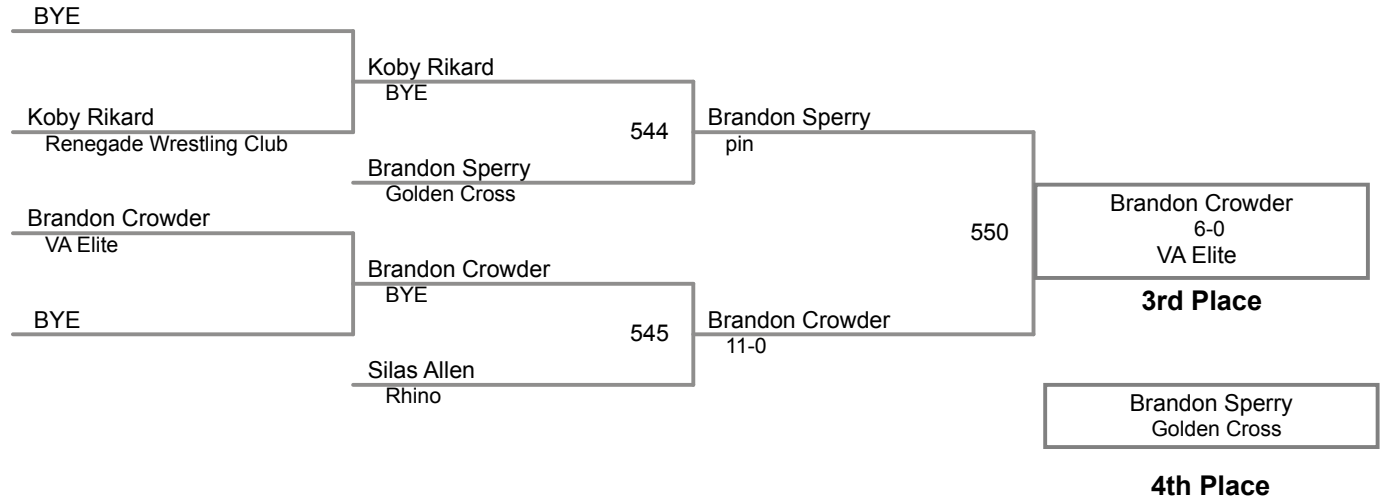 BYE
Koby Rikard
Renegade Wrestling Club
Brandon Crowder
VA Elite
BYE
Koby Rikard
BYE
Brandon Sperry
Golden Cross
Brandon Crowder
BYE
Silas Allen
Rhino
544
545
Brandon Sperry
pin
Brandon Crowder
11-0
550
Brandon Crowder
6-0
VA Elite
3rd Place
Brandon Sperry
Golden Cross
4th Place